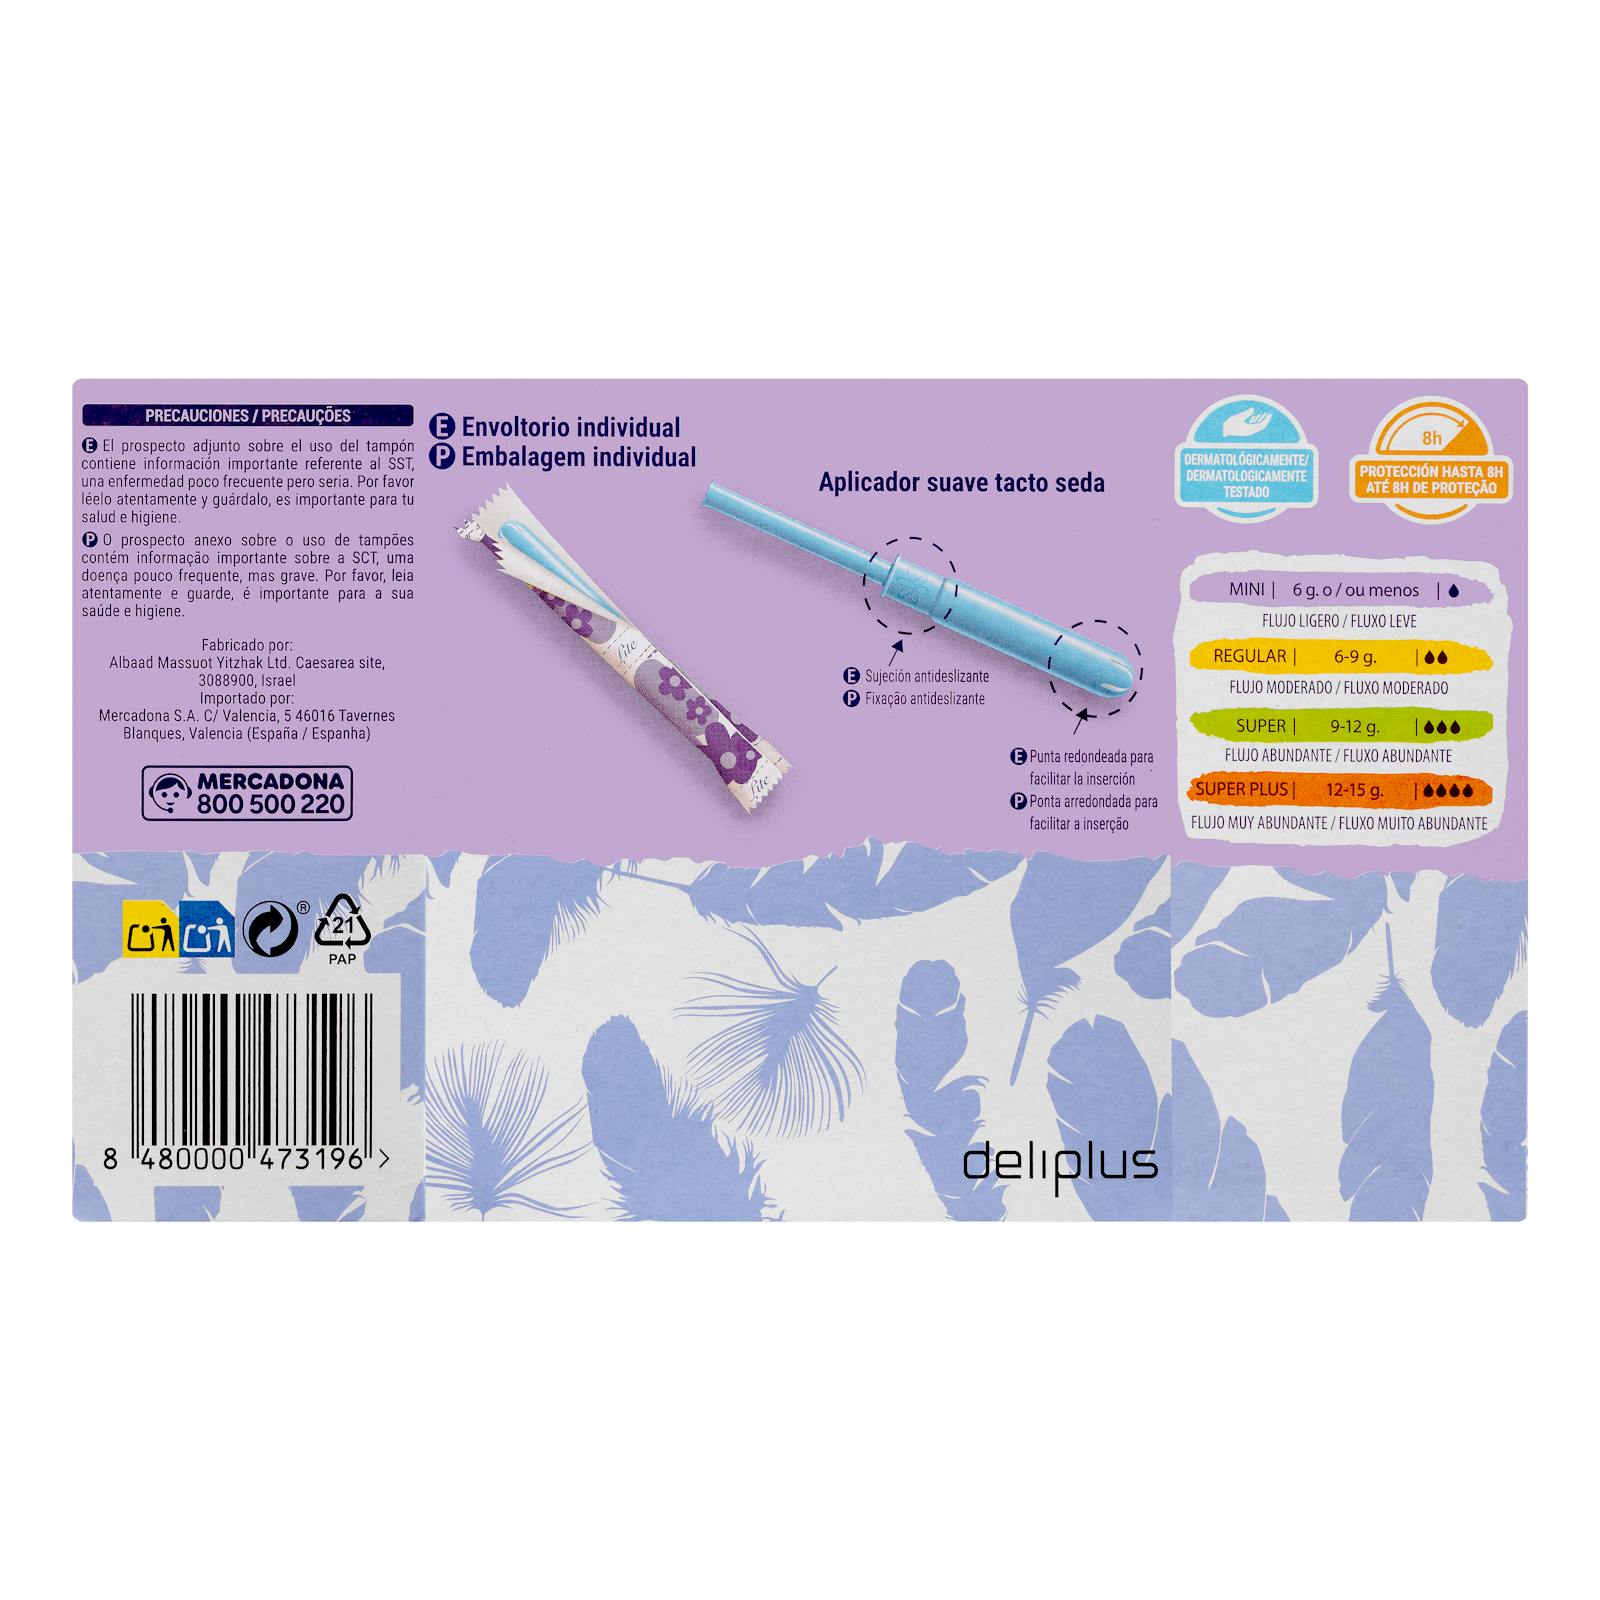 PRECAUCIONES / PRECAUÇÕES
E El prospecto adjunto sobre el uso del tampón
contiene información importante referente al SST,
una enfermedad poco frecuente pero seria. Por favor
léelo atentamente y guárdalo, es importante para tu
salud e higiene.
P O prospecto anexo sobre o uso de tampões
contém informação importante sobre a SCT, uma
doença pouco frequente, mas grave. Por favor, leia
atentamente e guarde, é importante para a sua
saúde e higiene.
Fabricado por:
Albaad Massuot Yitzhak Ltd. Caesarea site,
3088900, Israel
Importado por:
Mercadona S.A. C/ Valencia, 5 46016 Tavernes
Blanques, Valencia (España / Espanha)
MERCADONA
800 500 220
E Envoltorio individual
P Embalagem individual
Lite
Lite
Aplicador suave tacto seda
E Sujeción antideslizante
P Fixação antideslizante
E Punta redondeada para
facilitar la inserción
P Ponta arredondada para
facilitar a inserção
DERMATOLÓGICAMENTE/
DERMATOLOGICAMENTE
TESTADO
8h
PROTECCIÓN HASTA 8H
ATÉ 8H DE PROTEÇÃO
MINI | 6 g. o / ou menos |
FLUJO LIGERO / FLUXO LEVE
REGULAR | 6-9 g. |
FLUJO MODERADO / FLUXO MODERADO
SUPER | 9-12 g. |
FLUJO ABUNDANTE / FLUXO ABUNDANTE
SUPER PLUS | 12-15 g. |
FLUJO MUY ABUNDANTE / FLUXO MUITO ABUNDANTE
®
21
PAP
8 480000 473196 >
deliplus